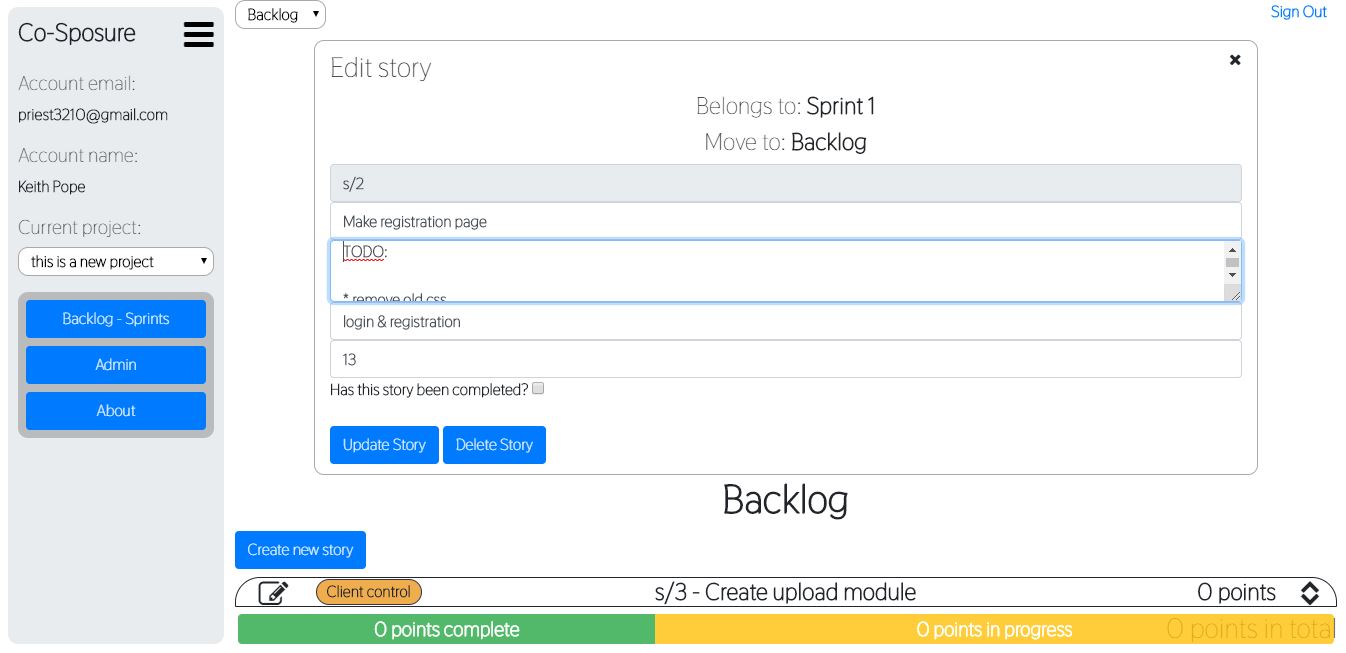 Co-Sposure
Account email:
priest3210@gmail.com
Account name:
Keith Pope
Current project:
this is a new project
Backlog - Sprints
Admin
About
Backlog
Sign Out
Edit story
Belongs to: Sprint 1
Move to: Backlog
s/2
Make registration page
TODO:
* remove old css
login & registration
13
Has this story been completed?
Update Story
Delete Story
Backlog
Create new story
Client control
s/3 - Create upload module
0 points
0 points complete
0 points in progress
0 points in total